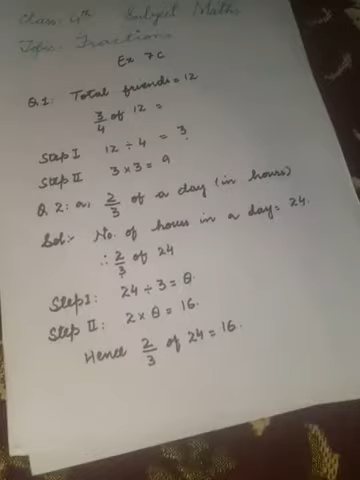 Class: 4th Subject Maths
Topic: Fractions
Ex 7C
Q.1: Total friends = 12
3/4 of 12 =
Step I 12 ÷ 4 = 3
Step II 3 × 3 = 9
Q.2: a, 2/3 of a day (in hours)
Sol:- No. of hours in a day = 24.
∴ 2/3 of 24
Step I: 24 ÷ 3 = 8.
Step II: 2 × 8 = 16.
Hence 2/3 of 24 = 16.